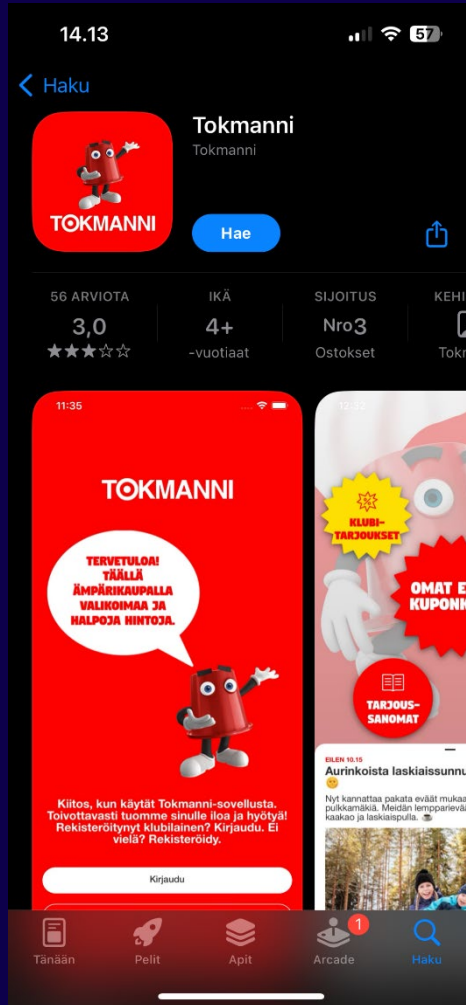 14.13
57
Haku
Tokmanni
Tokmanni
TOKMANNI
Hae
56 ARVIOTA
3,0
IKÄ
4+
-vuotiaat
SIJOITUS
Nro3
Ostokset
11:35
TOKMANNI
TERVETULOA!
TÄÄLLÄ
ÄMPÄRIKAUPALLA
VALIKOIMAA JA
HALPOJA HINTOJA.
Kiitos, kun käytät Tokmanni-sovellusta.
Toivottavasti tuomme sinulle iloa ja hyötyä!
Rekisteröitynyt klubilainen? Kirjaudu. Ei
vielä? Rekisteröidy.
Kirjaudu
KLUBI-
TARJOUKSET
OMAT
TARJOUS-
SANOMAT
EILEN 10.15
Aurinkoista
Nyt kannattaa pakata eväät
pulkkamäkiä. Meidän
kaakao ja laskiaispulla.
Tänään
Pelit
Apit
Arcade
1
Haku